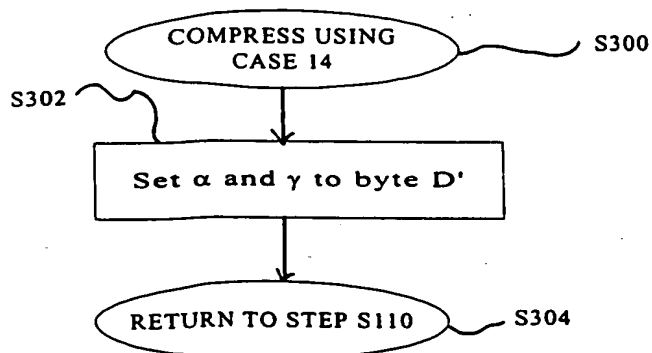 COMPRESS USING
CASE 14
S300
S302
Set α and γ to byte D'
RETURN TO STEP S110
S304